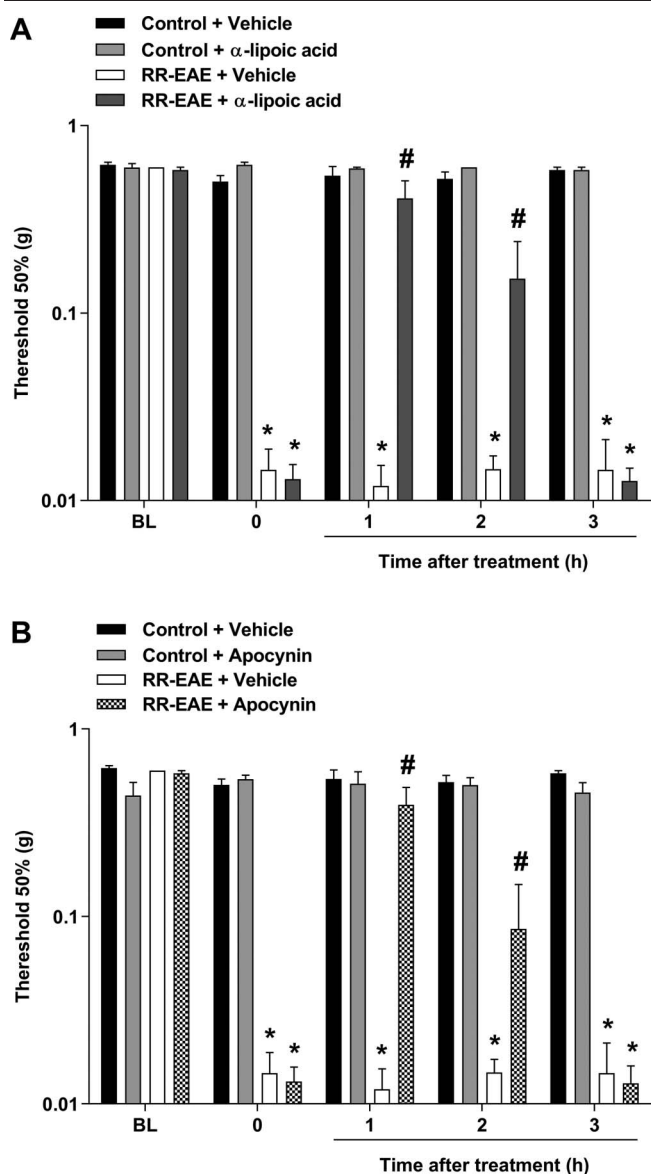 A
Control + Vehicle
Control + α-lipoic acid
RR-EAE + Vehicle
RR-EAE + α-lipoic acid
Thereshold 50% (g)
1
#
#
0.1
* *
*
*
* *
0.01
BL 0 1 2 3
Time after treatment (h)
B
Control + Vehicle
Control + Apocynin
RR-EAE + Vehicle
RR-EAE + Apocynin
Thereshold 50% (g)
1
#
#
0.1
* *
*
*
* *
0.01
BL 0 1 2 3
Time after treatment (h)